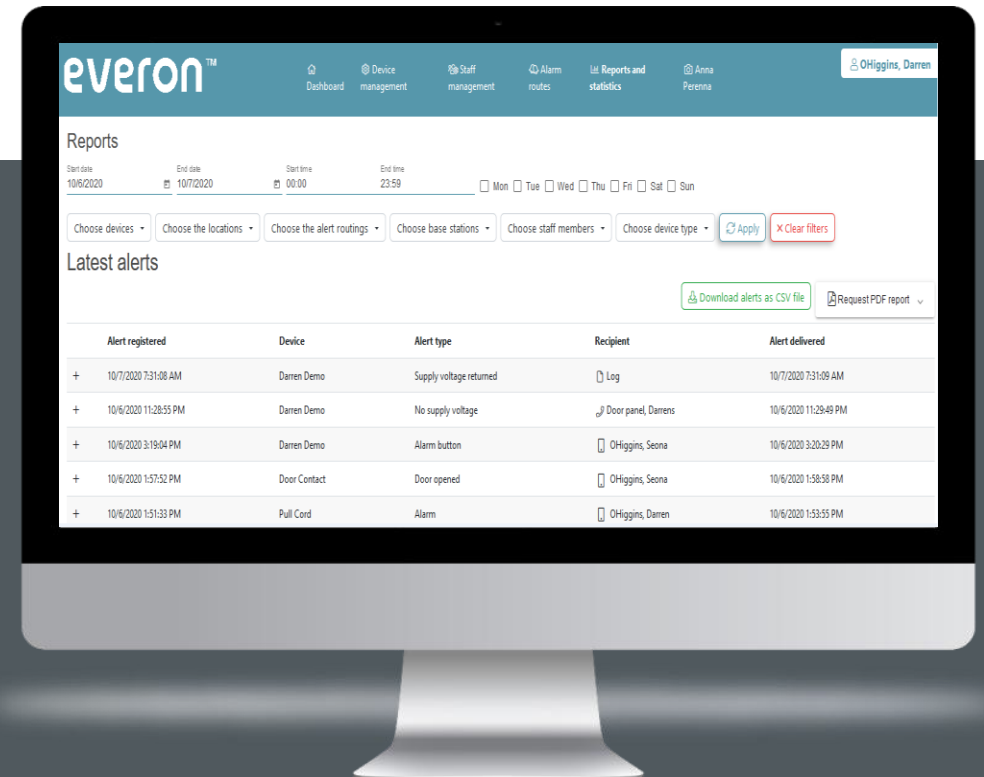 everon™
Dashboard
Device management
Staff management
Alarm routes
Reports and statistics
Anna Perenna
OHiggins, Darren
Reports
Start date End date Start time End time
10/6/2020 10/7/2020 00:00 23:59 Mon Tue Wed Thu Fri Sat Sun
Choose devices Choose the locations Choose the alert routings Choose base stations Choose staff members Choose device type Apply × Clear filters
Latest alerts
Download alerts as CSV file Request PDF report
Alert registered Device Alert type Recipient Alert delivered
+ 10/7/2020 7:31:08 AM Darren Demo Supply voltage returned Log 10/7/2020 7:31:09 AM
+ 10/6/2020 11:28:55 PM Darren Demo No supply voltage Door panel, Darrens 10/6/2020 11:29:49 PM
+ 10/6/2020 3:19:04 PM Darren Demo Alarm button OHiggins, Seona 10/6/2020 3:20:29 PM
+ 10/6/2020 1:57:52 PM Door Contact Door opened OHiggins, Seona 10/6/2020 1:58:58 PM
+ 10/6/2020 1:51:33 PM Pull Cord Alarm OHiggins, Darren 10/6/2020 1:53:55 PM